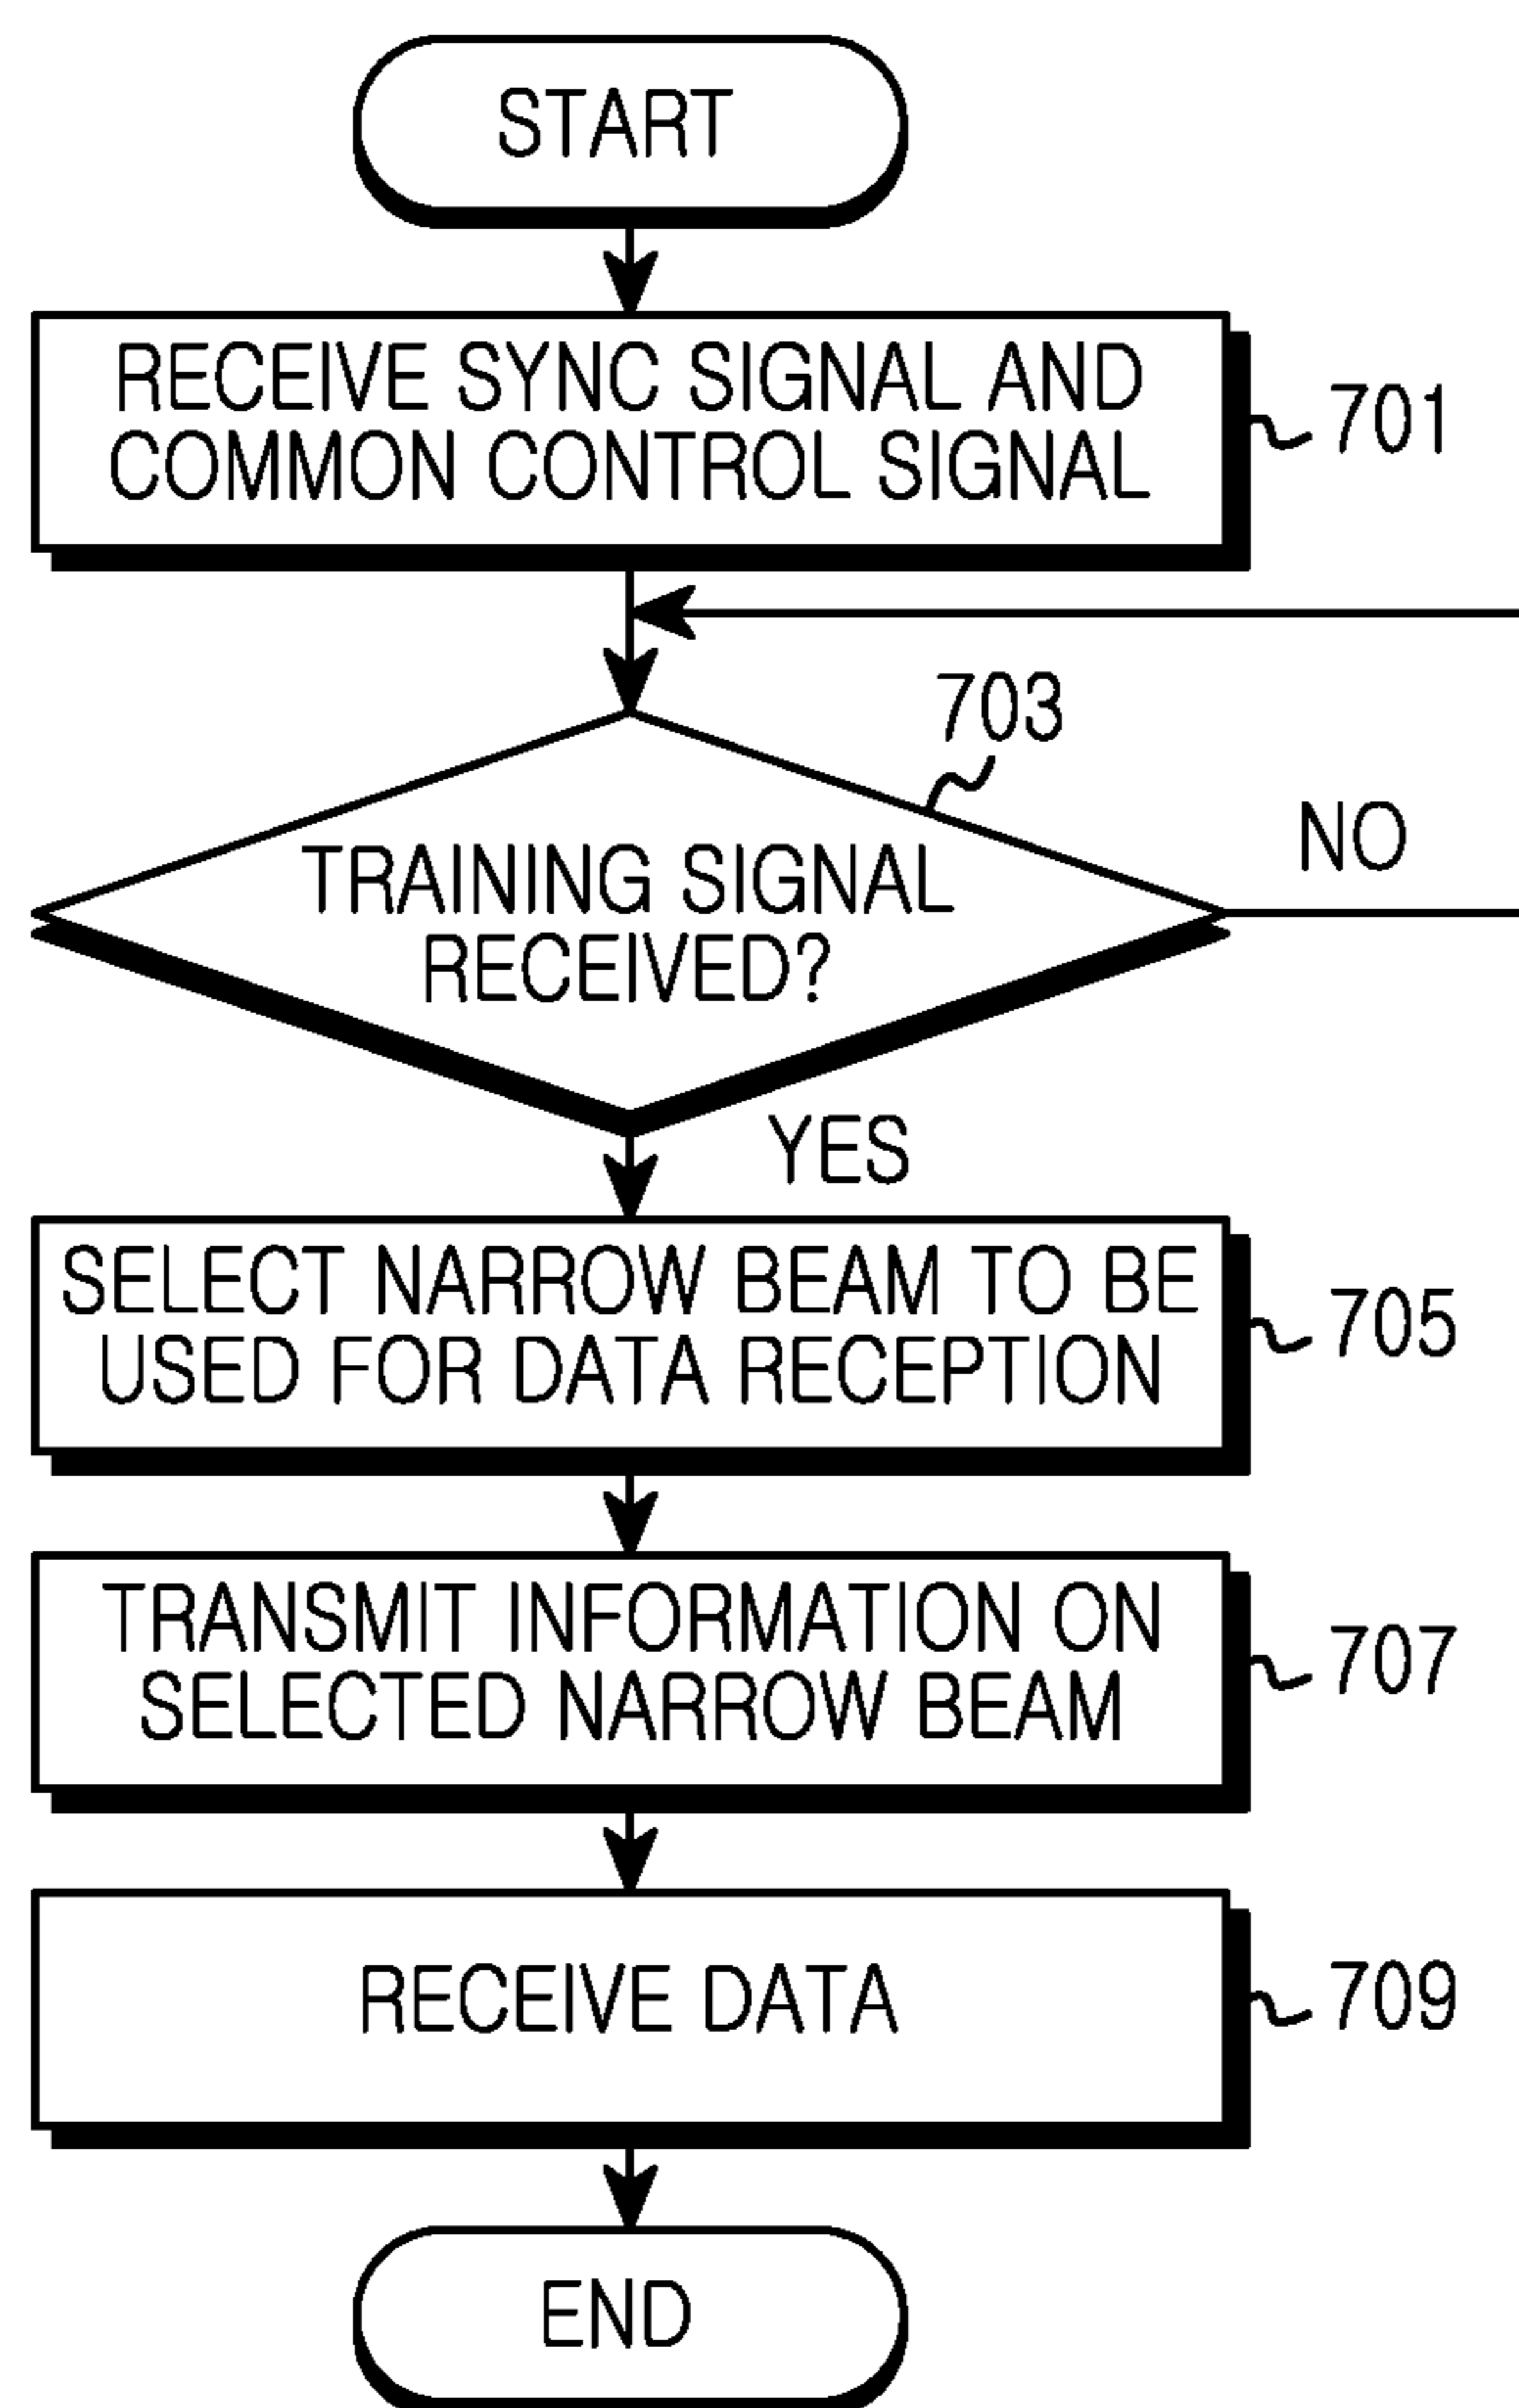 START
RECEIVE SYNC SIGNAL AND
COMMON CONTROL SIGNAL
701
703
TRAINING SIGNAL
RECEIVED?
NO
YES
SELECT NARROW BEAM TO BE
USED FOR DATA RECEPTION
705
TRANSMIT INFORMATION ON
SELECTED NARROW BEAM
707
RECEIVE DATA
709
END